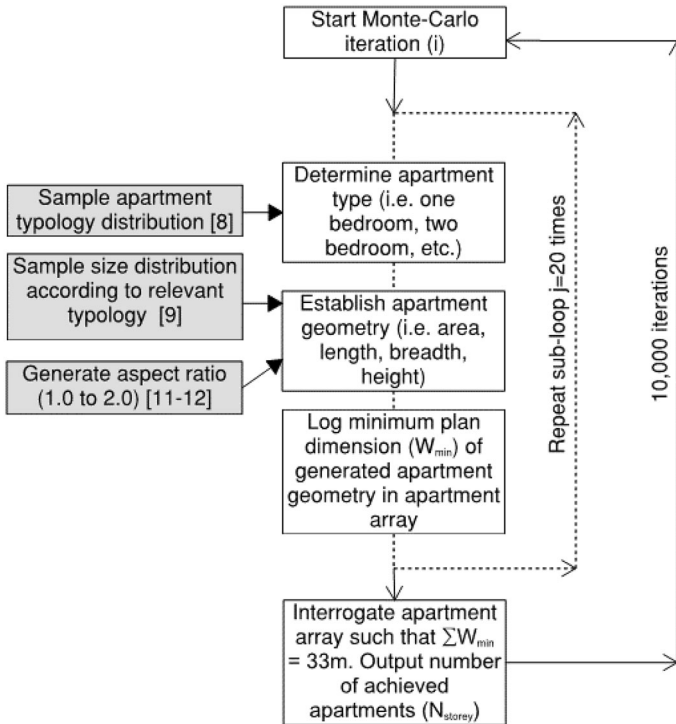 Start Monte-Carlo
iteration (i)
Determine apartment
type (i.e. one
bedroom, two
bedroom, etc.)
Sample apartment
typology distribution [8]
Sample size distribution
according to relevant
typology [9]
Establish apartment
geometry (i.e. area,
length, breadth,
height)
Generate aspect ratio
(1.0 to 2.0) [11-12]
Log minimum plan
dimension (Wmin) of
generated apartment
geometry in apartment
array
Interrogate apartment
array such that ∑Wmin
= 33m. Output number
of achieved
apartments (Nstorey)
Repeat sub-loop j=20 times
10,000 iterations